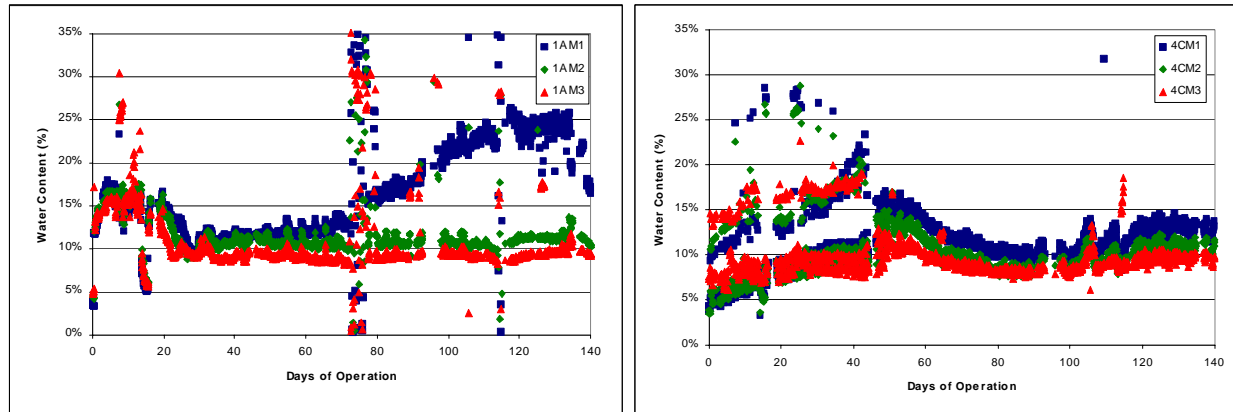 35%
30%
25%
20%
15%
10%
5%
0%
Water Content (%)
1AM1
1AM2
1AM3
0 20 40 60 80 100 120 140
Days of Operation
35%
30%
25%
20%
15%
10%
5%
0%
Water Content (%)
4CM1
4CM2
4CM3
0 20 40 60 80 100 120 140
Days of Operation